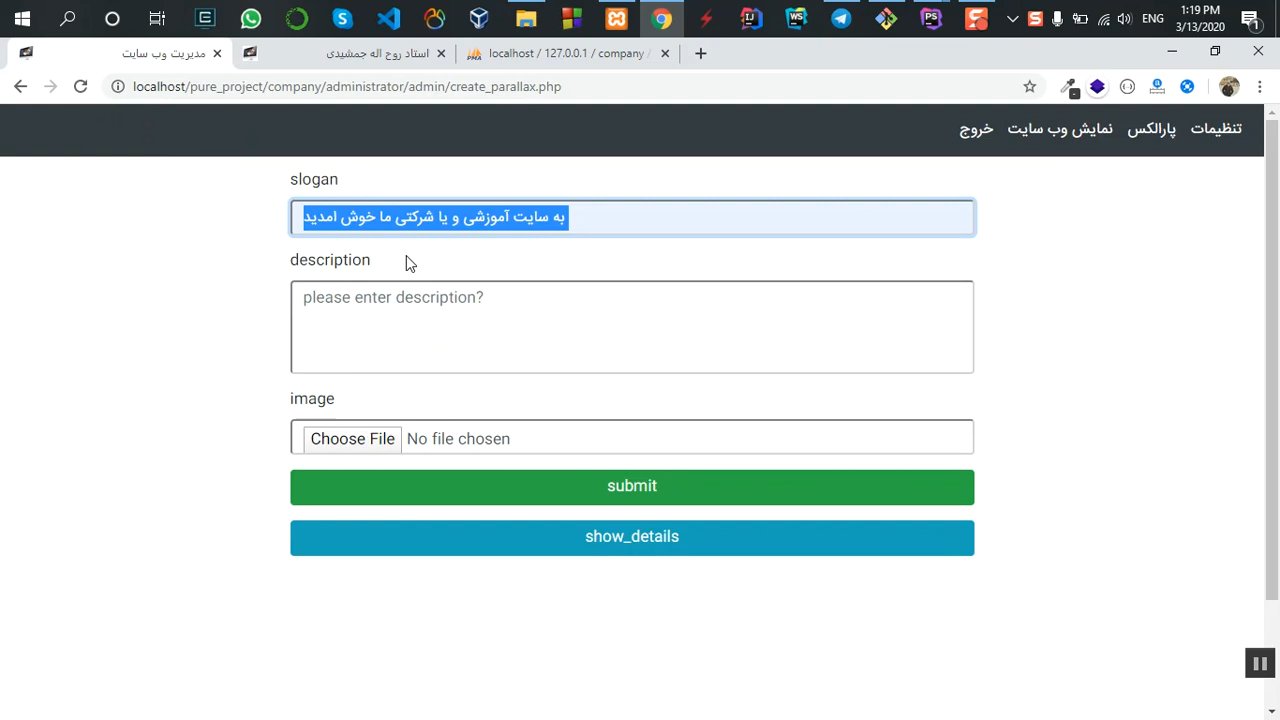 1:19 PM
ENG
3/13/2020
مدیریت وب سایت
استاد روح اله جمشیدی
localhost / 127.0.0.1 / company /
localhost/pure_project/company/administrator/admin/create_parallax.php
تنظیمات پارالکس نمایش وب سایت خروج
slogan
به سایت آموزشی و یا شرکتی ما خوش امدید
description
please enter description?
image
Choose File No file chosen
submit
show_details